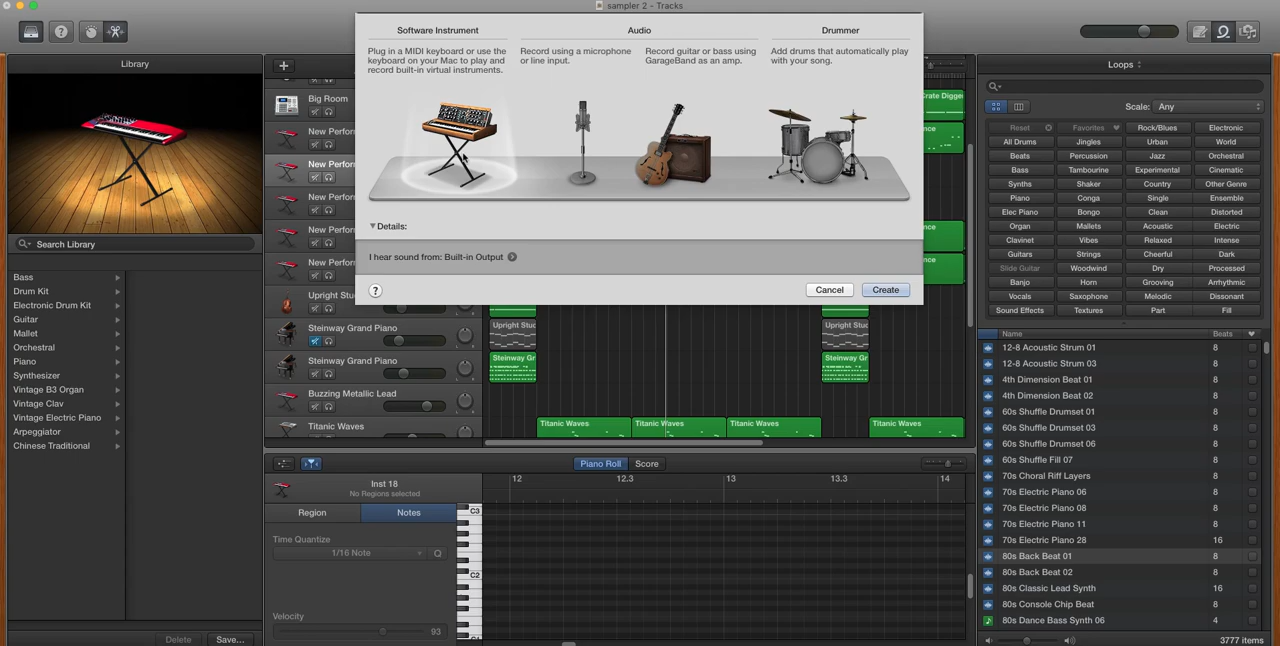 sampler 2 - Tracks
Library
Search Library
Bass
Drum Kit
Electronic Drum Kit
Guitar
Mallet
Orchestral
Piano
Synthesizer
Vintage B3 Organ
Vintage Clav
Vintage Electric Piano
Arpeggiator
Chinese Traditional
Delete
Save...
Software Instrument
Plug in a MIDI keyboard or use the
keyboard on your Mac to play and
record built-in virtual instruments.
Audio
Record using a microphone
or line input.
Record guitar or bass using
GarageBand as an amp.
Drummer
Add drums that automatically play
with your song.
Details:
I hear sound from: Built-in Output
?
Cancel
Create
Big Room
New Perfor
New Perfor
New Perfor
New Perfor
New Perfor
Upright Stu
Steinway Grand Piano
Steinway Grand Piano
Buzzing Metallic Lead
Titanic Waves
Crate Digger
nce
nce
nce
Upright Stud
Upright Stud
Steinway Gr
Steinway Gr
Titanic Waves
Titanic Waves
Titanic Waves
Titanic Waves
Piano Roll
Score
Inst 18
No Regions selected
12
12.3
13
13.3
14
Region
Notes
Time Quantize
1/16 Note
Q
Velocity
93
C3
C2
C1
Loops
Scale: Any
Reset Favorites Rock/Blues Electronic
All Drums Jingles Urban World
Beats Percussion Jazz Orchestral
Bass Tambourine Experimental Cinematic
Synths Shaker Country Other Genre
Piano Conga Single Ensemble
Elec Piano Bongo Clean Distorted
Organ Mallets Acoustic Electric
Clavinet Vibes Relaxed Intense
Guitars Strings Cheerful Dark
Slide Guitar Woodwind Dry Processed
Banjo Horn Grooving Arrhythmic
Vocals Saxophone Melodic Dissonant
Sound Effects Textures Part Fill
Name Beats
12-8 Acoustic Strum 01 8
12-8 Acoustic Strum 03 8
4th Dimension Beat 01 8
4th Dimension Beat 02 8
60s Shuffle Drumset 01 8
60s Shuffle Drumset 03 8
60s Shuffle Drumset 06 8
60s Shuffle Fill 07 8
70s Choral Riff Layers 8
70s Electric Piano 06 8
70s Electric Piano 08 8
70s Electric Piano 11 8
70s Electric Piano 28 16
80s Back Beat 01 8
80s Back Beat 02 8
80s Classic Lead Synth 16
80s Console Chip Beat 8
80s Dance Bass Synth 06 4
3777 items